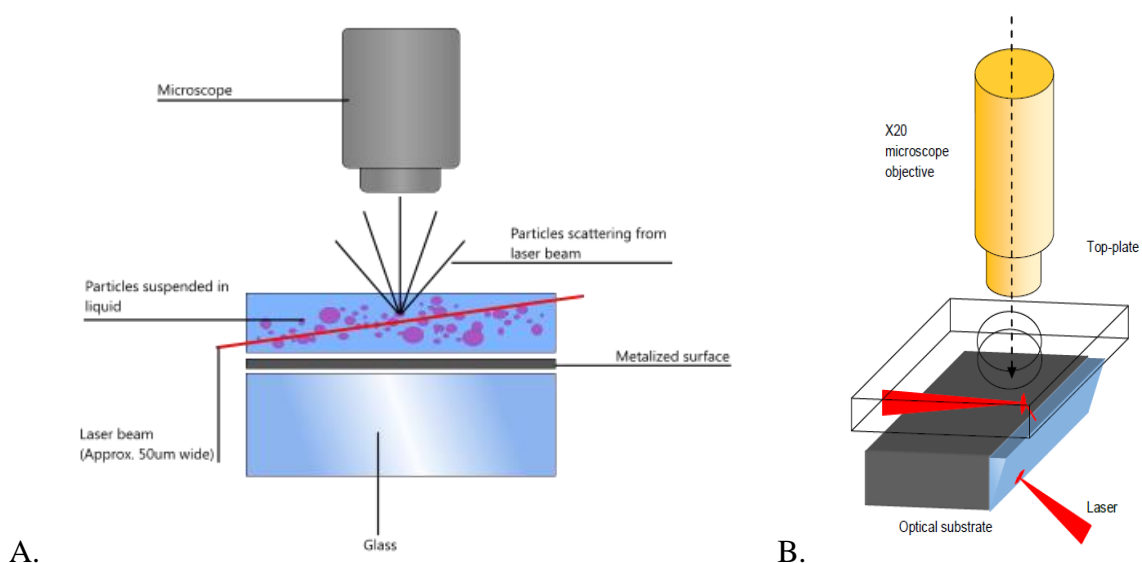 Microscope
Particles scattering from
laser beam
Particles suspended in
liquid
Metalized surface
Laser beam
(Approx. 50um wide)
Glass
A.
X20
microscope
objective
Top-plate
Laser
Optical substrate
B.